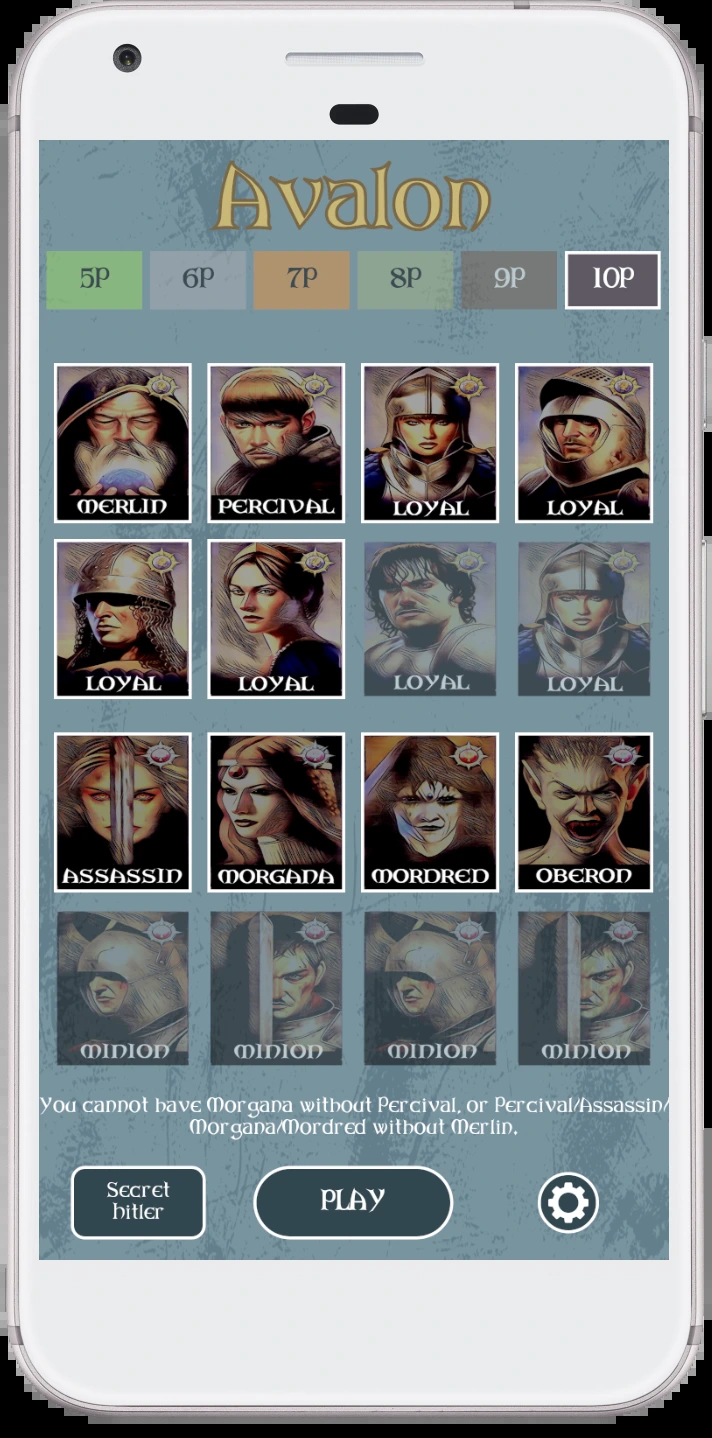 Avalon
5P 6P 7P 8P 9P 10P
MERLIN PERCIVAL LOYAL LOYAL
LOYAL LOYAL LOYAL LOYAL
ASSASSIN MORGANA MORDRED OBERON
MINION MINION MINION MINION
You cannot have Morgana without Percival, or Percival/Assassin/
Morgana/Mordred without Merlin.
Secret
hitler
PLAY